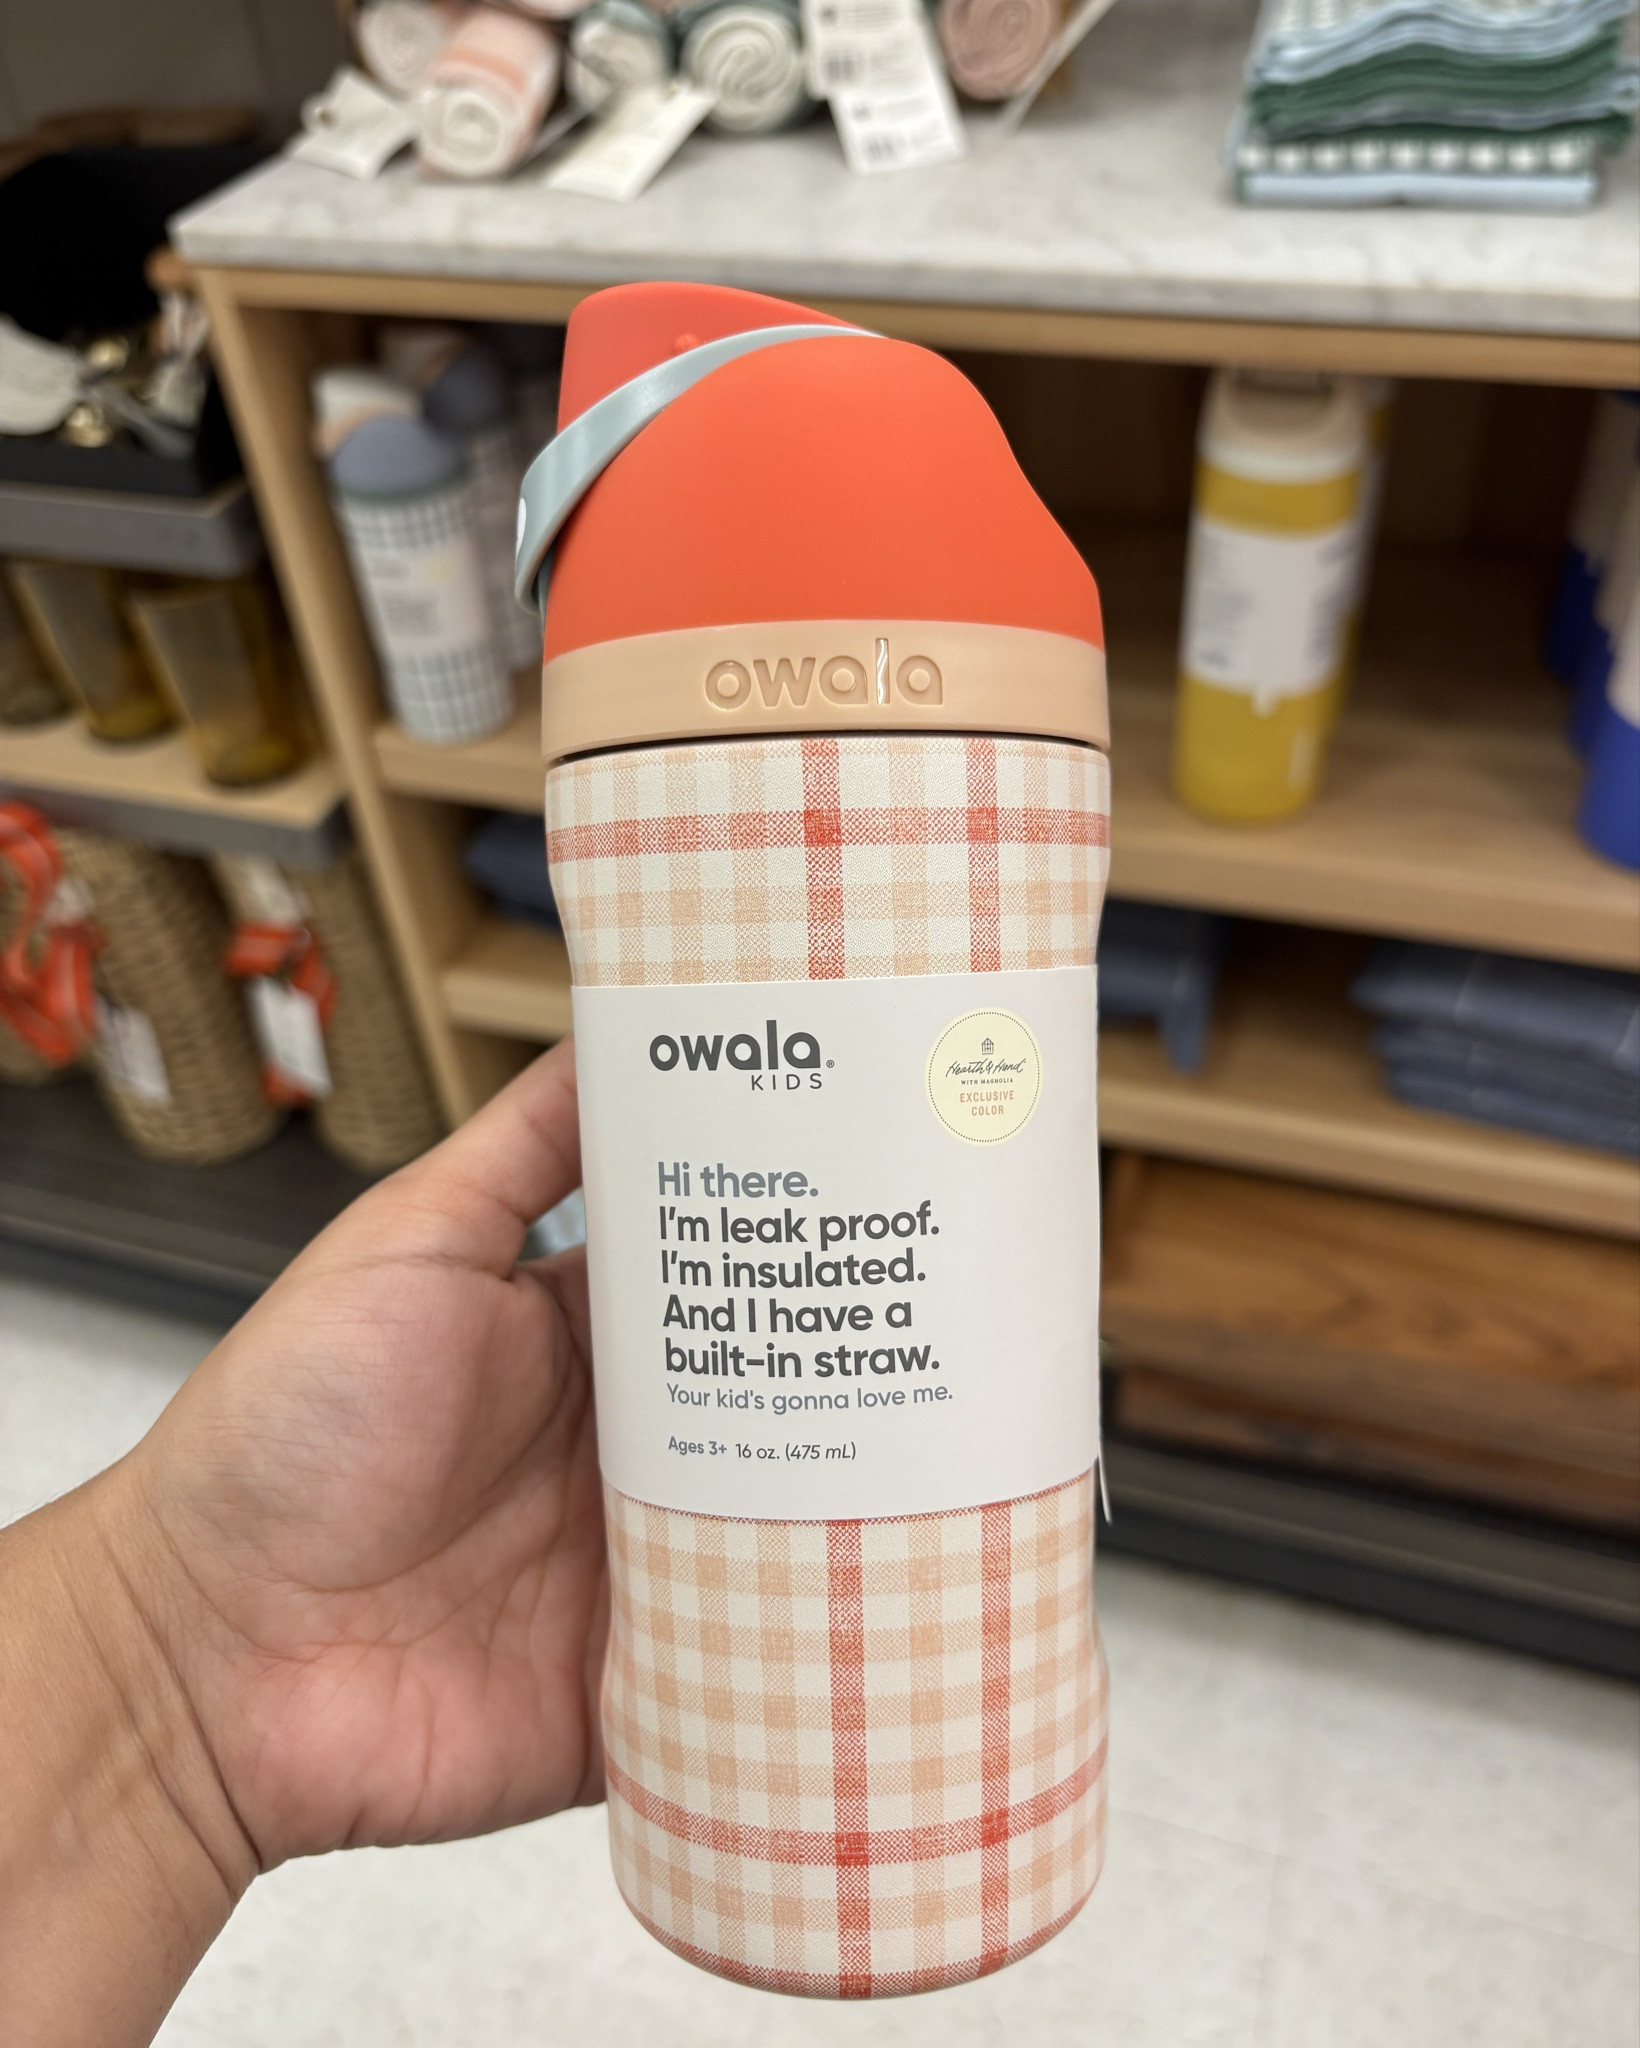 owala
owala®
KIDS
Hearth & Hand™
WITH MAGNOLIA
EXCLUSIVE
COLOR
Hi there.
I'm leak proof.
I'm insulated.
And I have a
built-in straw.
Your kid's gonna love me.
Ages 3+ 16 oz. (475 mL)